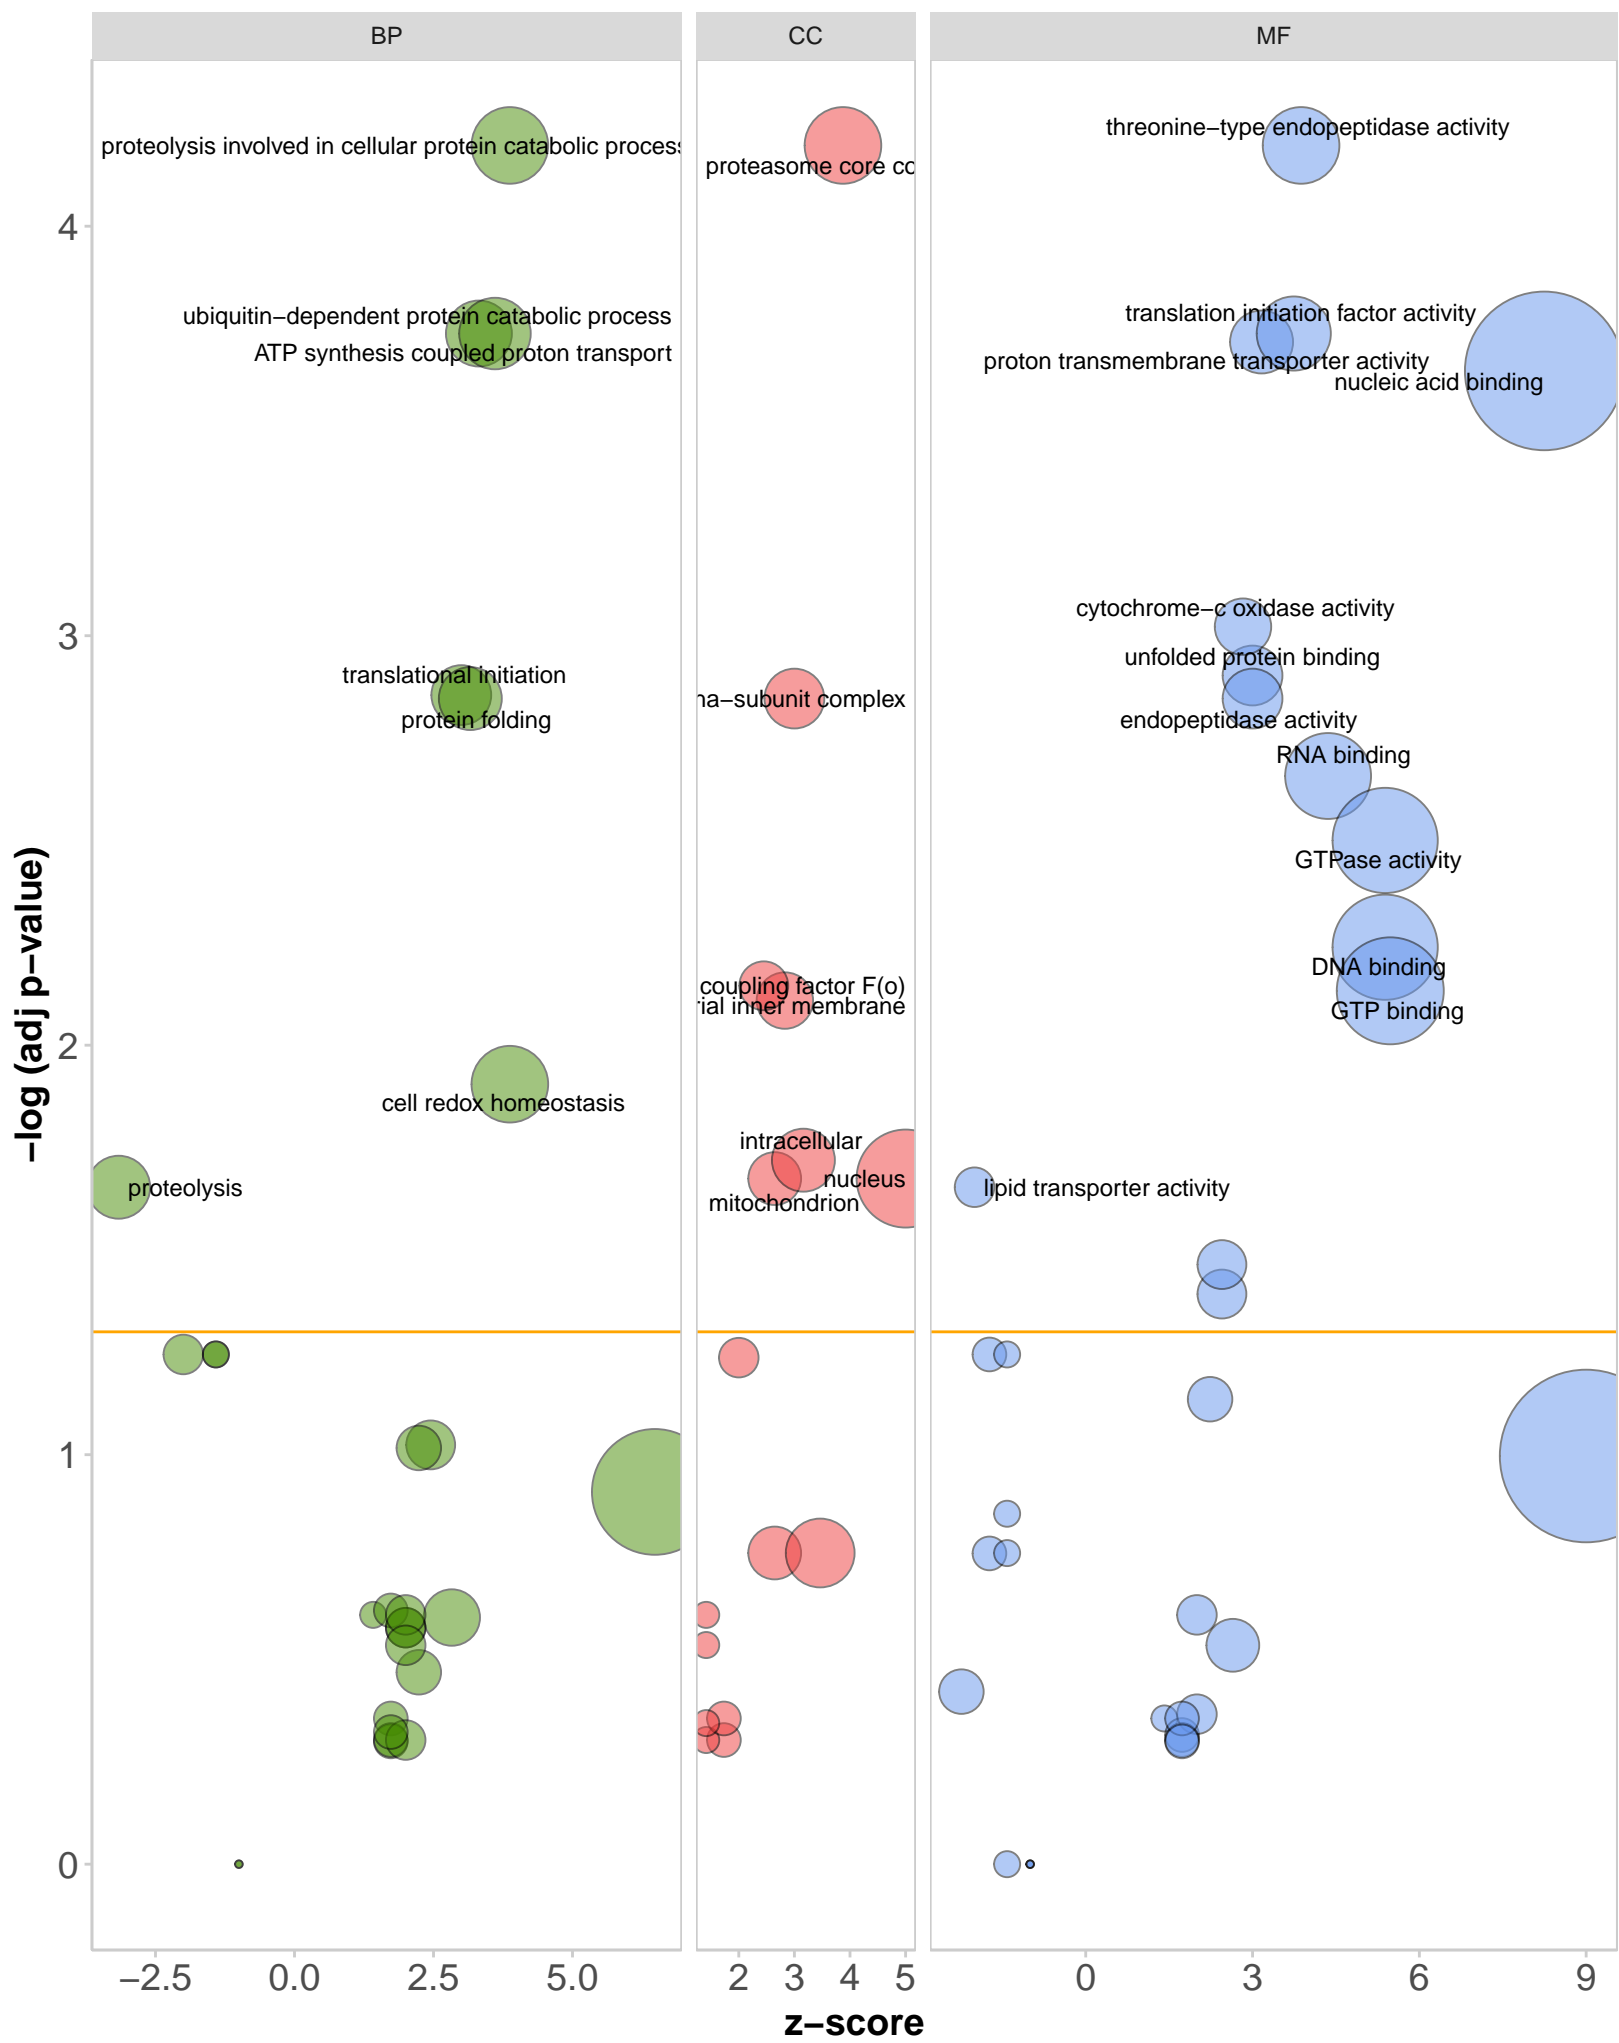 BP
CC
MF
proteolysis involved in cellular protein catabolic process
proteasome core co
threonine−type endopeptidase activity
4
ubiquitin−dependent protein catabolic process
ATP synthesis coupled proton transport
translation initiation factor activity
proton transmembrane transporter activity
nucleic acid binding
3
cytochrome−c oxidase activity
unfolded protein binding
translational initiation
protein folding
na−subunit complex
endopeptidase activity
RNA binding
GTPase activity
−log (adj p−value)
coupling factor F(o)
rial inner membrane
DNA binding
GTP binding
2
cell redox homeostasis
intracellular
nucleus
mitochondrion
proteolysis
lipid transporter activity
1
0
−2.5 0.0 2.5 5.0
2 3 4 5
0 3 6 9
z−score